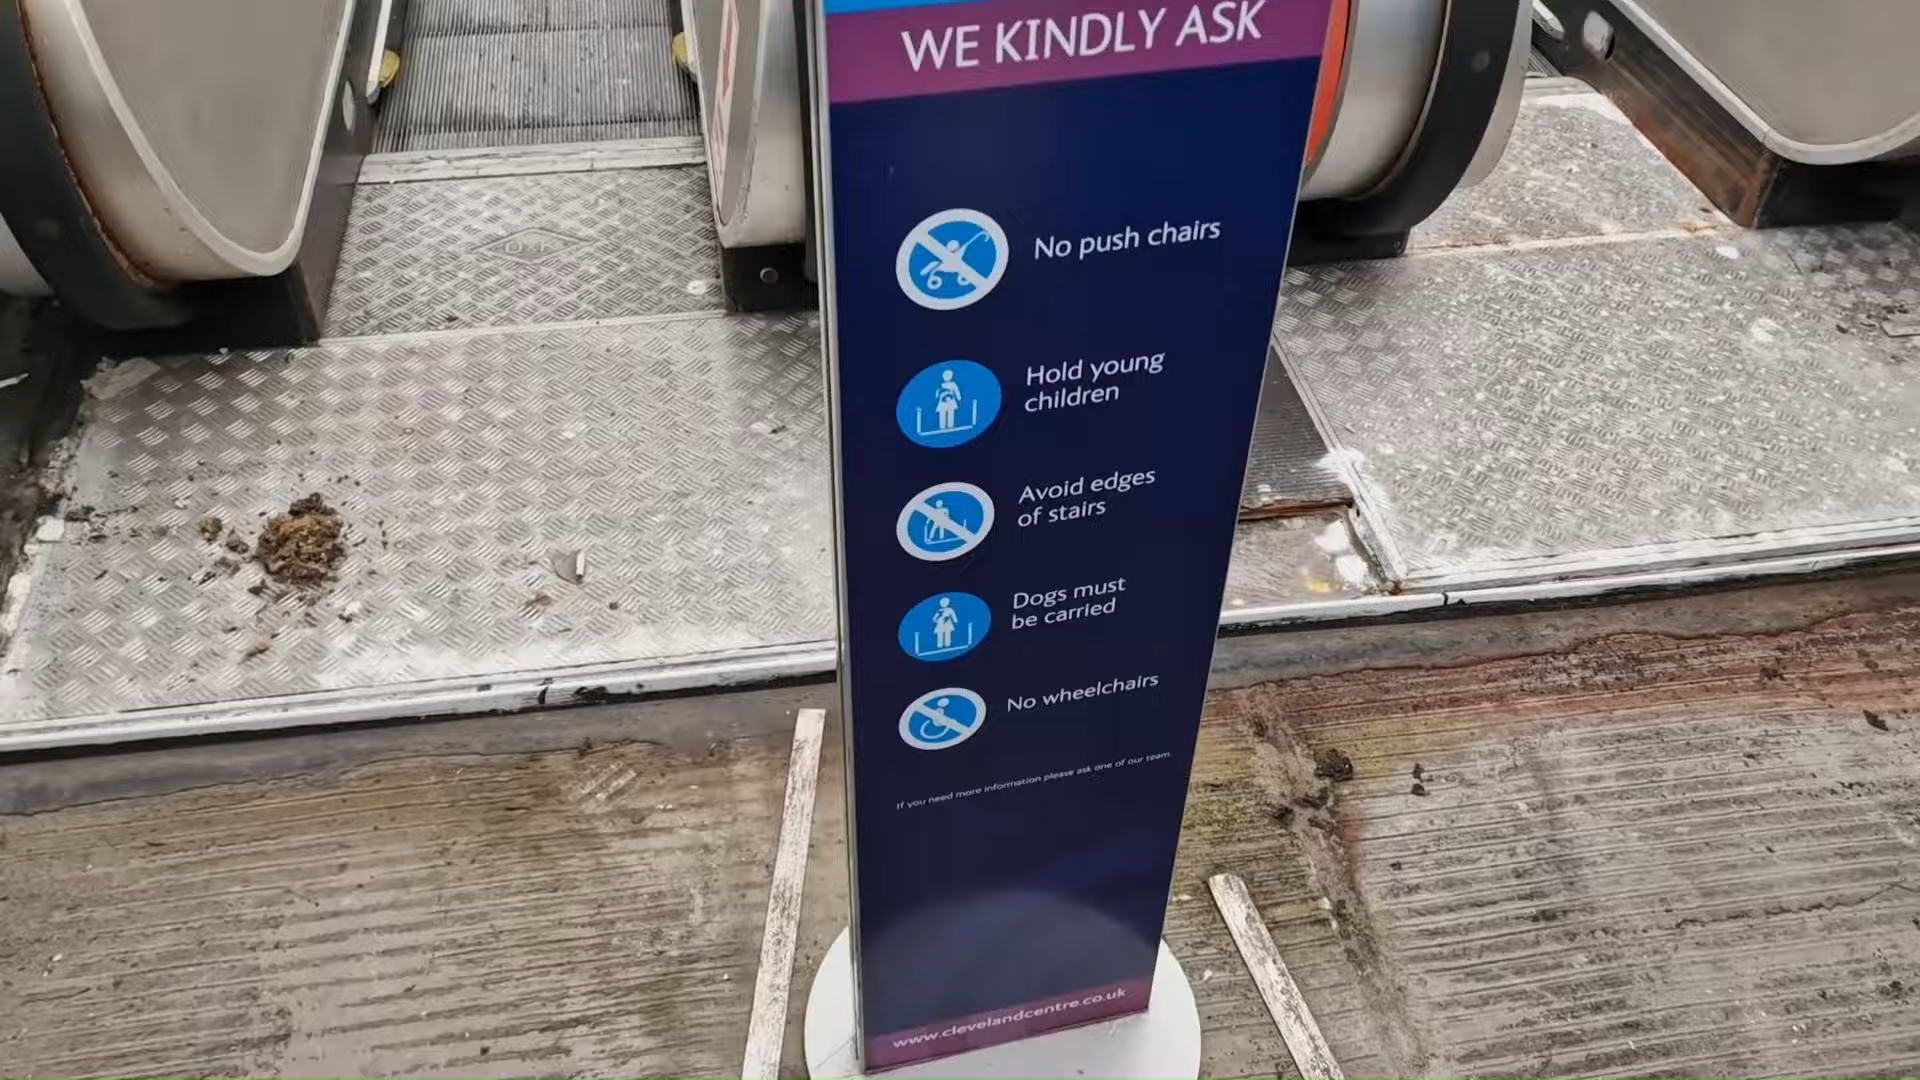 WE KINDLY ASK
No push chairs
Hold young
children
Avoid edges
of stairs
Dogs must
be carried
No wheelchairs
If you need more information please ask one of our team.
www.clevelandcentre.co.uk